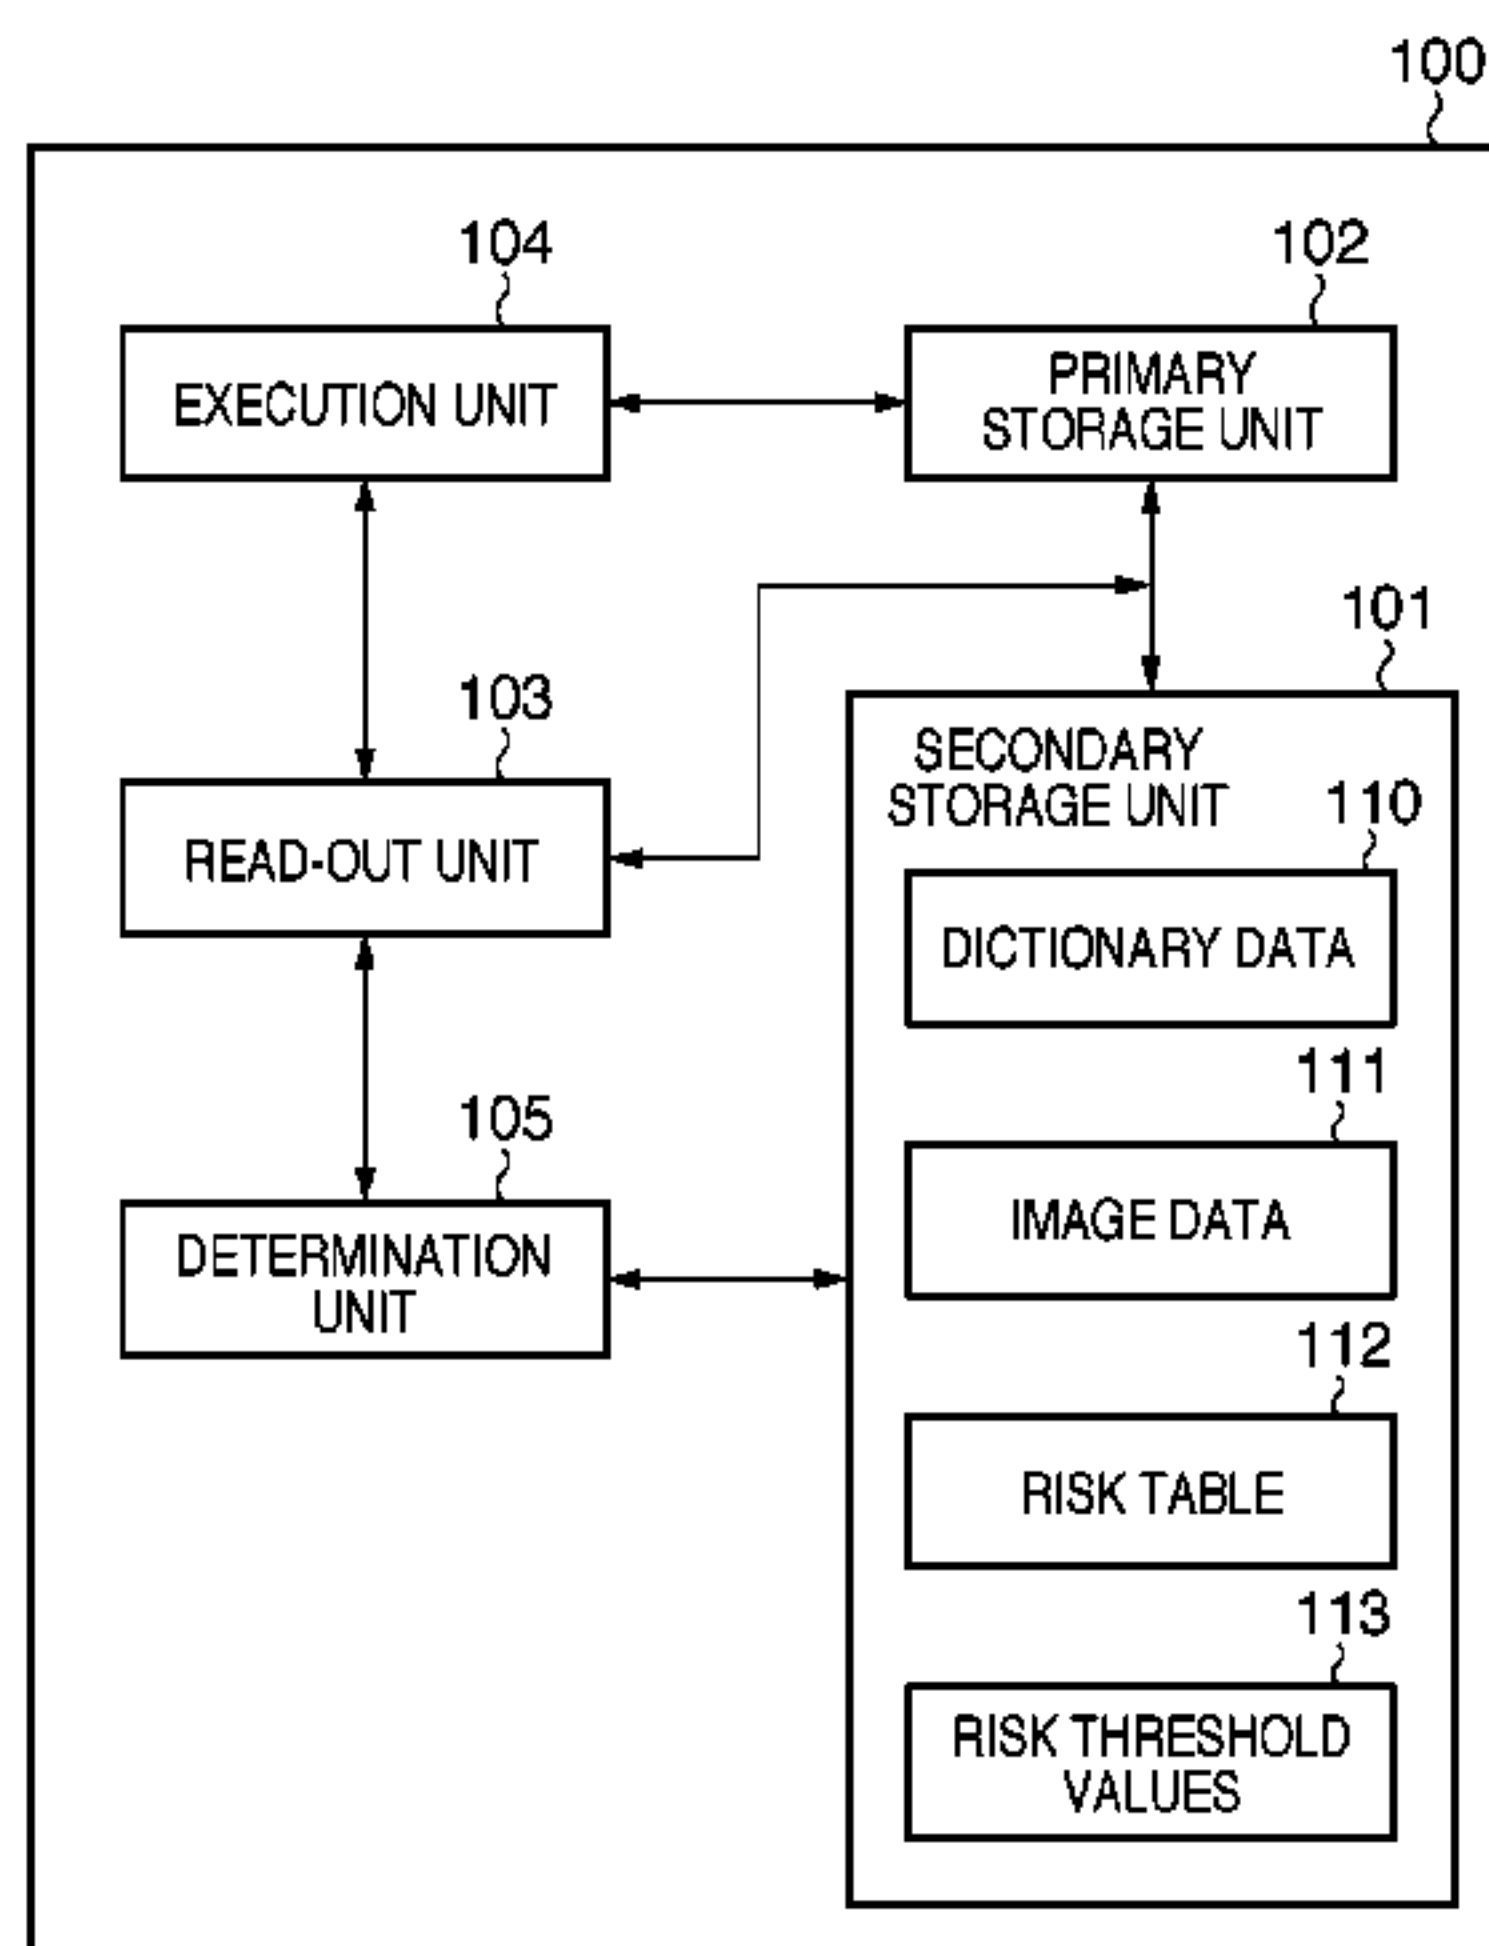 100
104
102
EXECUTION UNIT
PRIMARY
STORAGE UNIT
101
103
SECONDARY
STORAGE UNIT
110
READ-OUT UNIT
DICTIONARY DATA
111
105
IMAGE DATA
DETERMINATION
UNIT
112
RISK TABLE
113
RISK THRESHOLD
VALUES